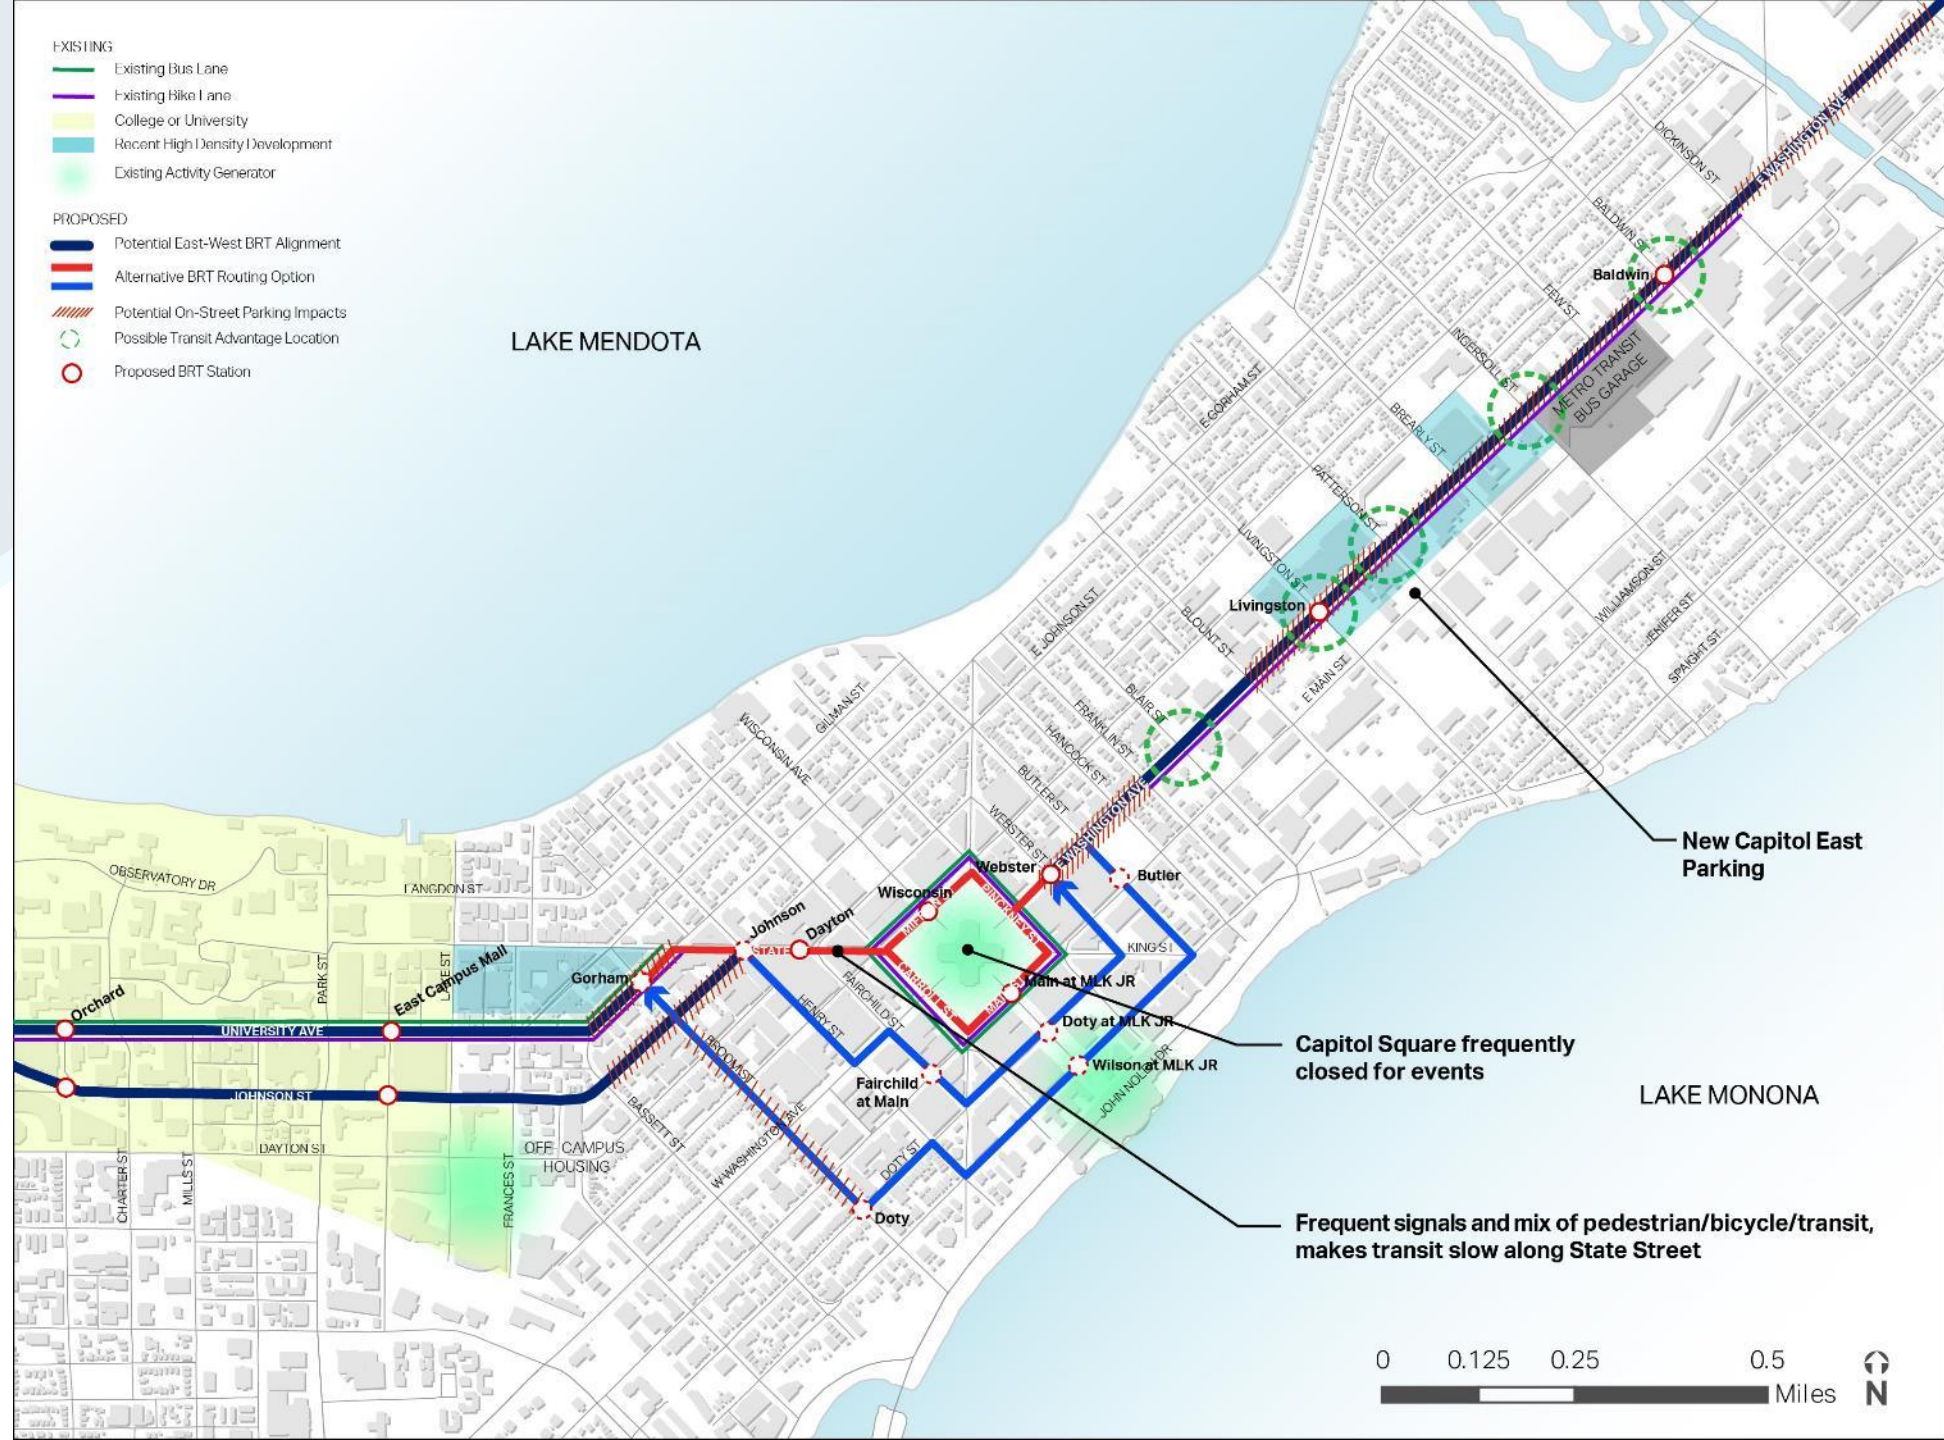 EXISTING
Existing Bus Lane
Existing Bike Lane
College or University
Recent High Density Development
Existing Activity Generator
PROPOSED
Potential East-West BRT Alignment
Alternative BRT Routing Option
Potential On-Street Parking Impacts
Possible Transit Advantage Location
Proposed BRT Station
LAKE MENDOTA
E WASHINGTON AVE
DICKINSON ST
BALDWIN ST
Baldwin
FEW ST
INGERSOLL ST
METRO TRANSIT
BUS GARAGE
E GORHAM ST
BREARLY ST
PATTERSON ST
LIVINGSTON ST
Livingston
WILLIAMSON ST
JENIFER ST
SPAIGHT ST
E JOHNSON ST
BLOUNT ST
E MAIN ST
BLAIR ST
FRANKLIN ST
HANCOCK ST
BUTLER ST
WEBSTER ST
GILMAN ST
WISCONSIN AVE
E WASHINGTON AVE
New Capitol East
Parking
Webster
Butler
Wisconsin
PINCKNEY ST
KING ST
OBSERVATORY DR
LANGDON ST
Johnson
Dayton
STATE
CARROLL ST
Main at MLK JR
Gorham
PARK ST
LAKE ST
East Campus Mall
Orchard
UNIVERSITY AVE
HENRY ST
FAIRCHILD ST
Doty at MLK JR
Capitol Square frequently
closed for events
Wilson at MLK JR
Fairchild
at Main
JOHN NOLEN DR
LAKE MONONA
JOHNSON ST
BROOM ST
BASSETT ST
W WASHINGTON AVE
DOTY ST
DAYTON ST
OFF CAMPUS
HOUSING
CHARTER ST
MILLS ST
FRANCES ST
Doty
Frequent signals and mix of pedestrian/bicycle/transit,
makes transit slow along State Street
0 0.125 0.25 0.5
Miles
N